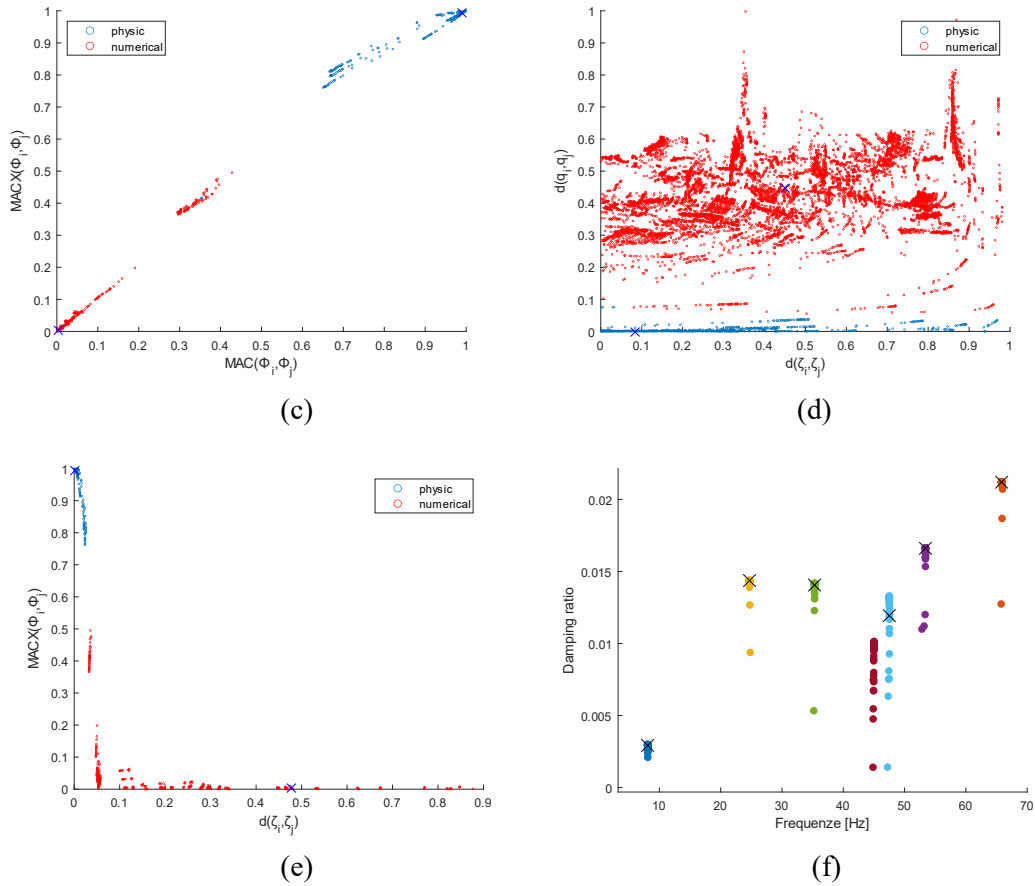 1
0.9
0.8
0.7
0.6
0.5
0.4
0.3
0.2
0.1
0
MACX(Φi,Φj)
physic
numerical
0.1 0.2 0.3 0.4 0.5 0.6 0.7 0.8 0.9 1
MAC(Φi,Φj)
(c)
1
0.9
0.8
0.7
0.6
0.5
0.4
0.3
0.2
0.1
0
d(qi,qj)
physic
numerical
0 0.1 0.2 0.3 0.4 0.5 0.6 0.7 0.8 0.9 1
d(ζi,ζj)
(d)
1
0.9
0.8
0.7
0.6
0.5
0.4
0.3
0.2
0.1
0
MACX(Φi,Φj)
physic
numerical
0 0.1 0.2 0.3 0.4 0.5 0.6 0.7 0.8 0.9
d(ζi,ζj)
(e)
0.02
0.015
0.01
0.005
0
Damping ratio
10 20 30 40 50 60 70
Frequenze [Hz]
(f)